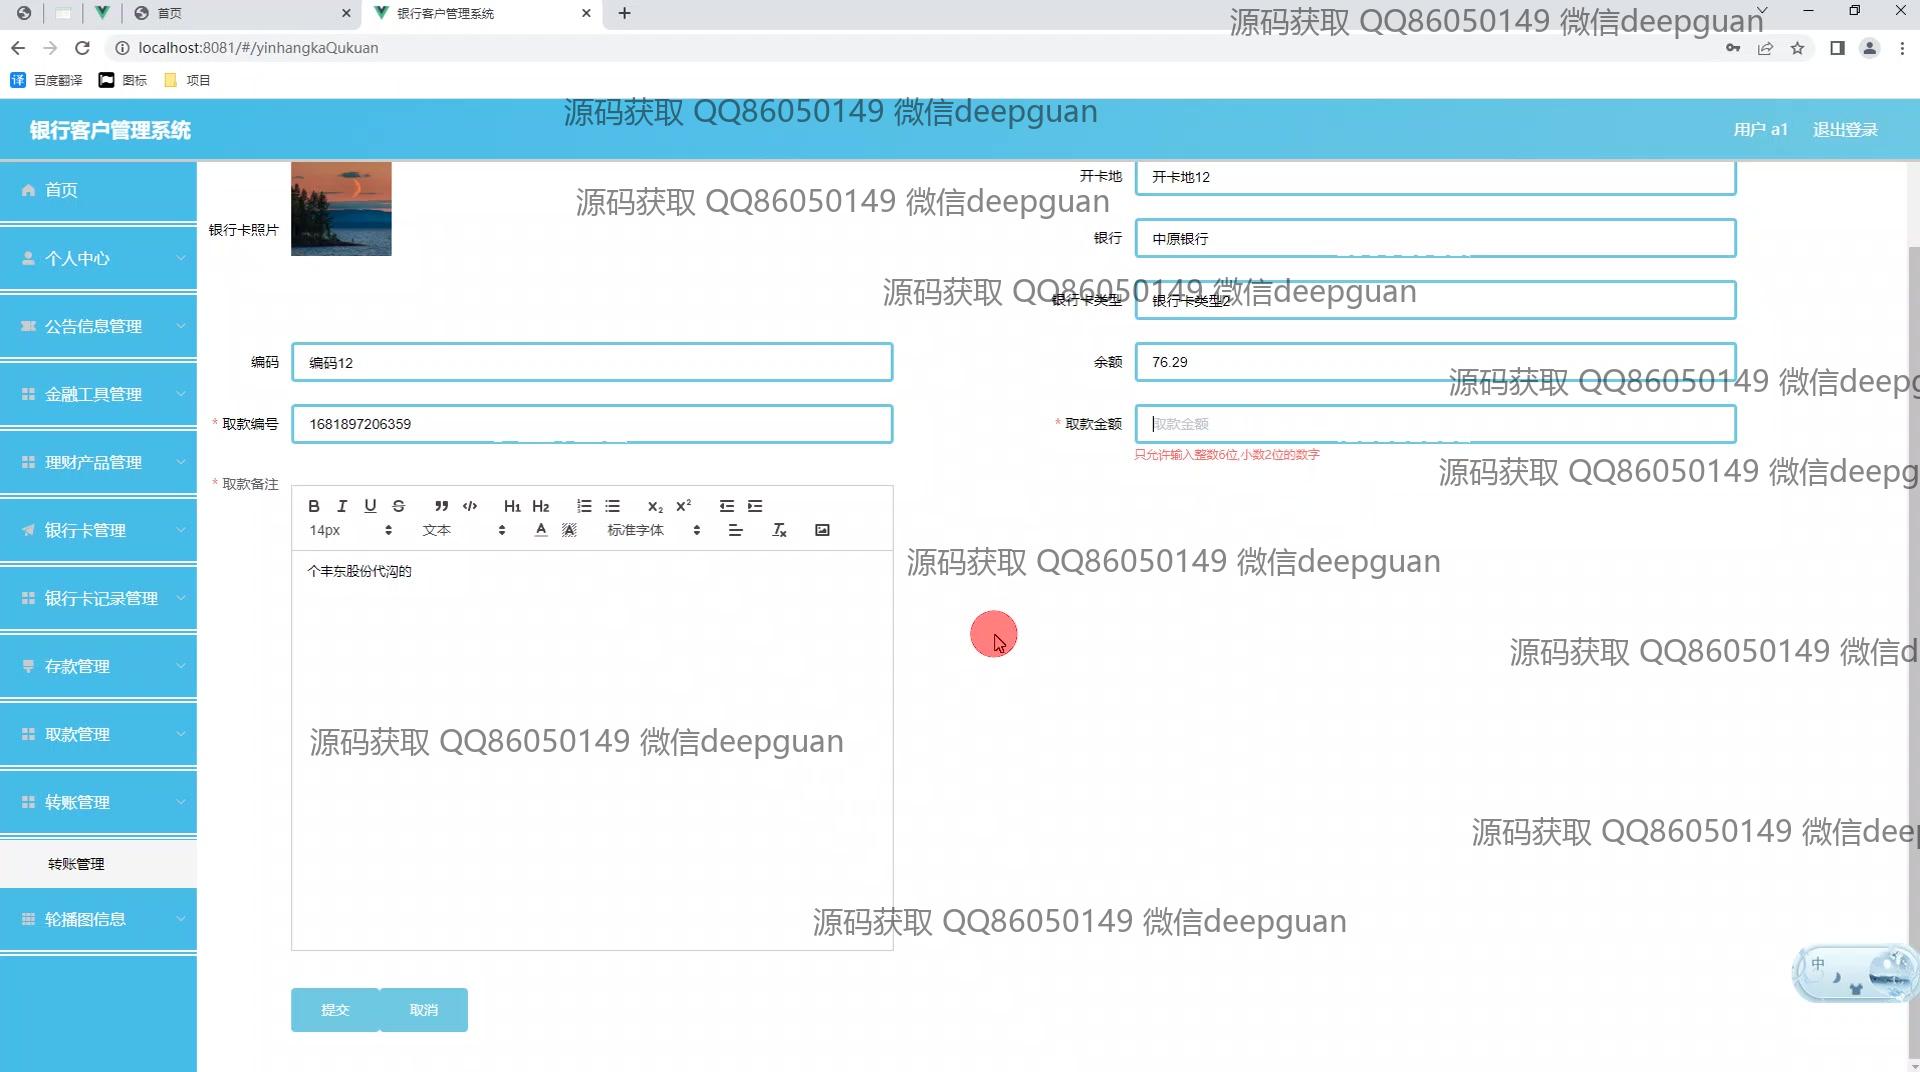 首页
银行客户管理系统
源码获取 QQ86050149 微信deepguan
localhost:8081/#/yinhangkaQukuan
译 百度翻译 图标 项目
源码获取 QQ86050149 微信deepguan
银行客户管理系统
用户 a1 退出登录
首页
个人中心
公告信息管理
金融工具管理
理财产品管理
银行卡管理
银行卡记录管理
存款管理
取款管理
转账管理
转账管理
轮播图信息
开卡地 开卡地12
源码获取 QQ86050149 微信deepguan
银行卡照片
银行 中原银行
源码获取 QQ86050149 微信deepguan
银行卡类型 银行卡类型2
编码 编码12
余额 76.29
源码获取 QQ86050149 微信deepg
* 取款编号 1681897206359
* 取款金额 取款金额
只允许输入整数6位,小数2位的数字
源码获取 QQ86050149 微信deepg
* 取款备注
B I U S H1 H2 x₂ x²
14px 文本 A A 标准字体
个丰东股份代沟的
源码获取 QQ86050149 微信deepguan
源码获取 QQ86050149 微信d
源码获取 QQ86050149 微信deepguan
源码获取 QQ86050149 微信deep
源码获取 QQ86050149 微信deepguan
中
提交 取消